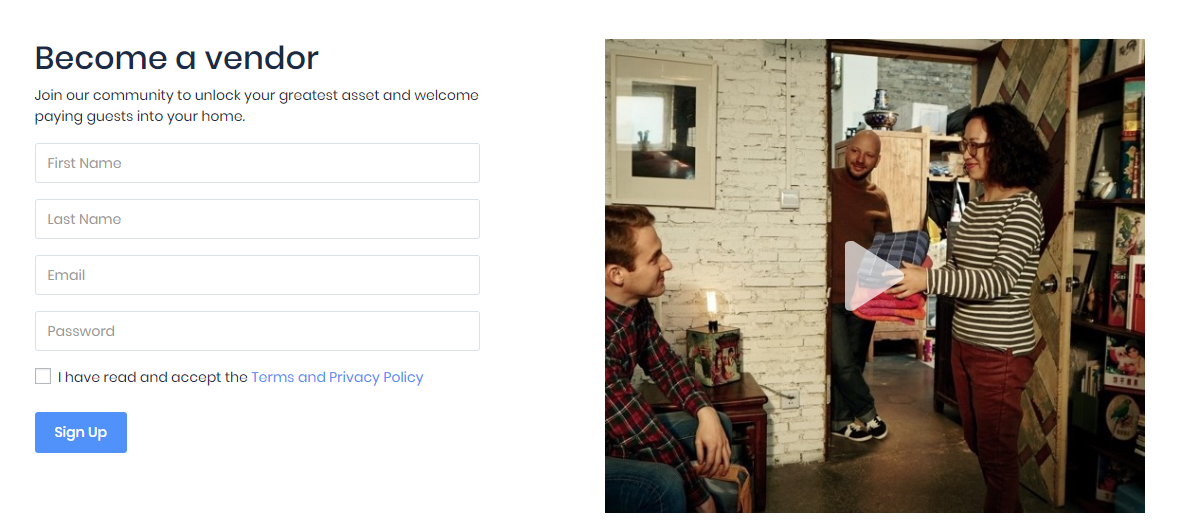 Become a vendor
Join our community to unlock your greatest asset and welcome
paying guests into your home.
First Name
Last Name
Email
Password
I have read and accept the Terms and Privacy Policy
Sign Up